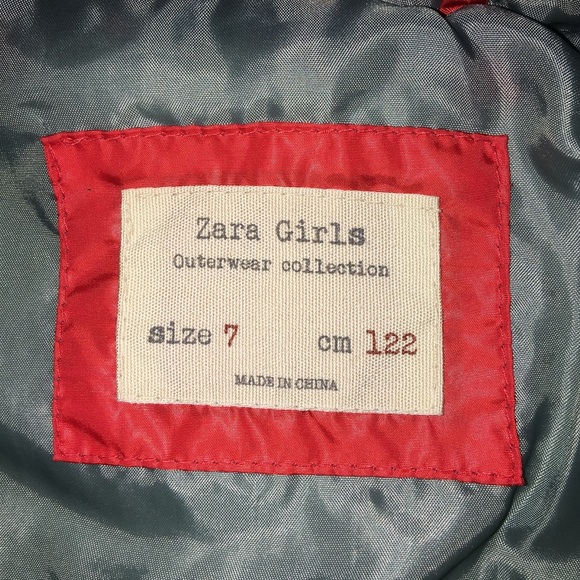 Zara Girls
Outerwear collection
size 7 cm 122
MADE IN CHINA